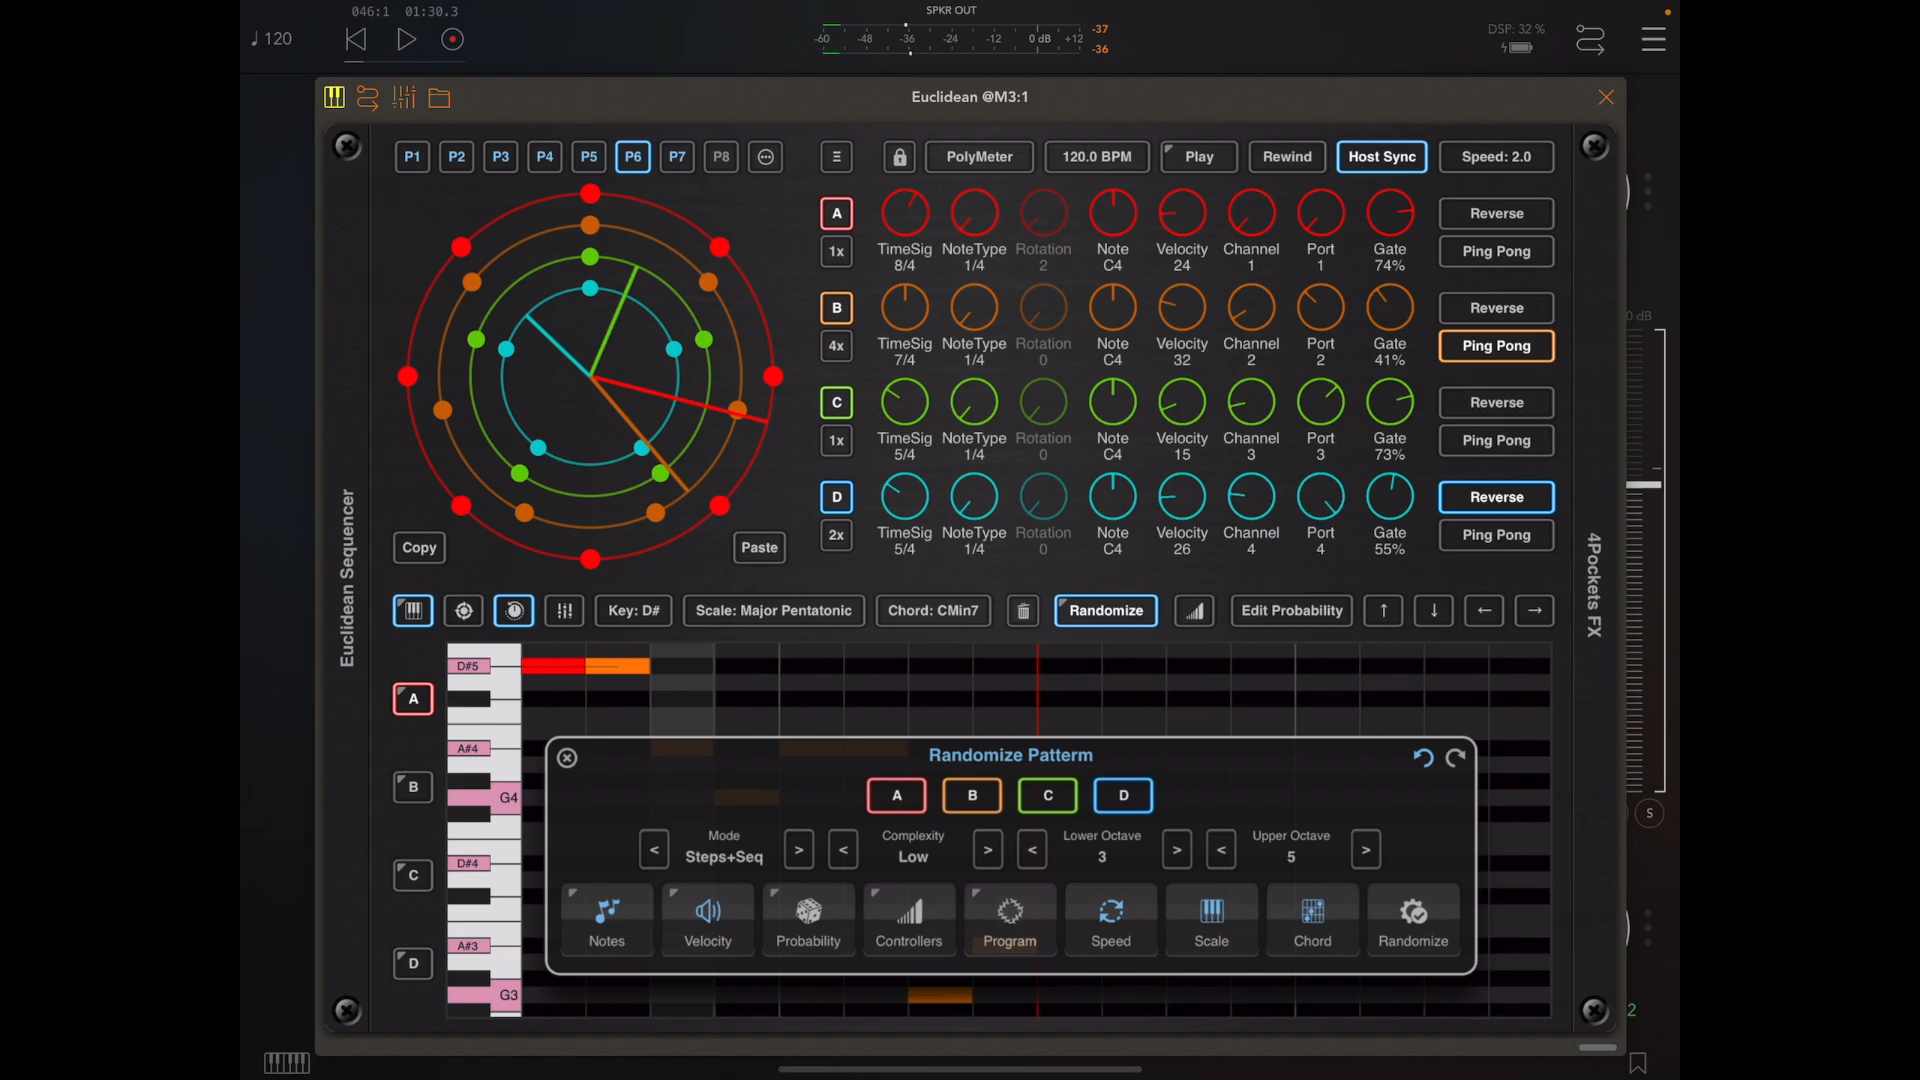 046:1 01:30.3
SPKR OUT
♩ 120
-60 -48 -36 -24 -12 0 dB +12
-37
-36
DSP: 32 %
Euclidean @M3:1
P1 P2 P3 P4 P5 P6 P7 P8
PolyMeter 120.0 BPM Play Rewind Host Sync Speed: 2.0
A
TimeSig NoteType Rotation Note Velocity Channel Port Gate
8/4 1/4 2 C4 24 1 1 74%
1x
Reverse
Ping Pong
B
TimeSig NoteType Rotation Note Velocity Channel Port Gate
7/4 1/4 0 C4 32 2 2 41%
4x
Reverse
Ping Pong
0 dB
C
TimeSig NoteType Rotation Note Velocity Channel Port Gate
5/4 1/4 0 C4 15 3 3 73%
1x
Reverse
Ping Pong
D
TimeSig NoteType Rotation Note Velocity Channel Port Gate
5/4 1/4 0 C4 26 4 4 55%
2x
Reverse
Ping Pong
Copy Paste
Euclidean Sequencer
4Pockets FX
Key: D# Scale: Major Pentatonic Chord: CMin7 Randomize Edit Probability ↑ ↓ ← →
D#5
A
A#4
B
G4
D#4
C
A#3
D
G3
Randomize Patterm
A B C D
Mode Complexity Lower Octave Upper Octave
< Steps+Seq > < Low > < 3 > < 5 >
Notes Velocity Probability Controllers Program Speed Scale Chord Randomize
S
2